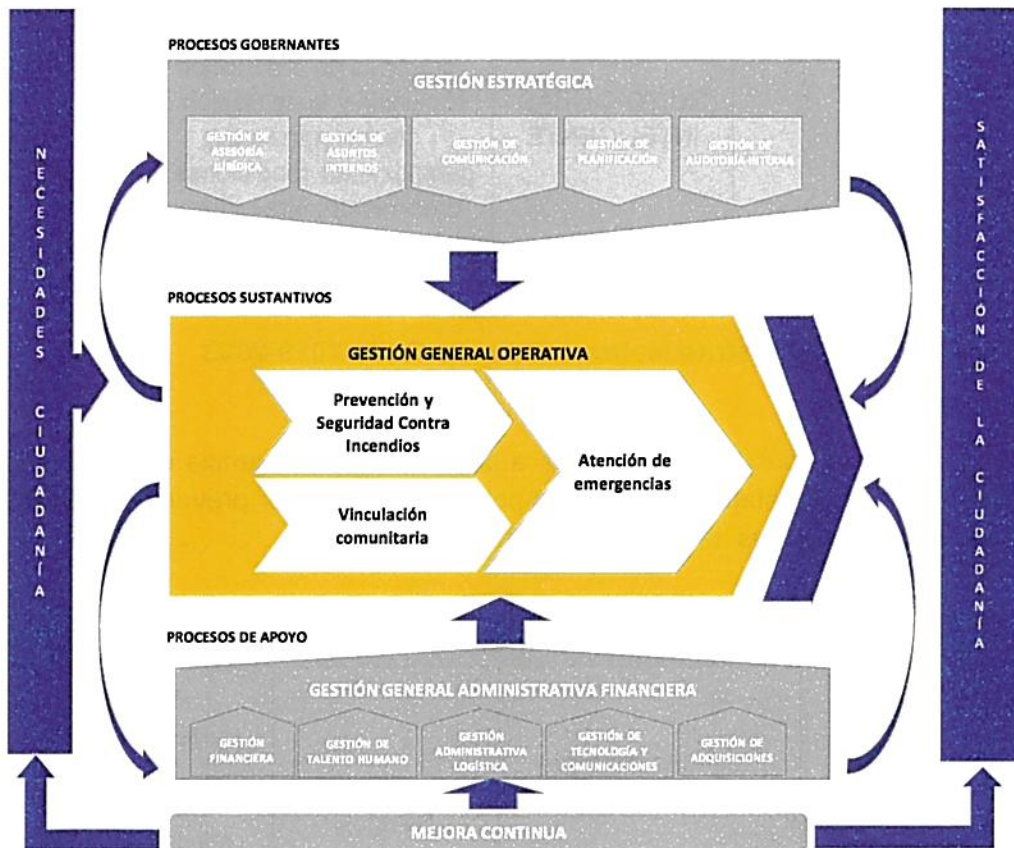 PROCESOS GOBERNANTES
GESTIÓN ESTRATÉGICA
GESTIÓN DE
ASESORÍA
JURÍDICA
GESTIÓN DE
ASUNTOS
INTERNOS
GESTIÓN DE
COMUNICACIÓN
GESTIÓN DE
PLANIFICACIÓN
GESTIÓN DE
AUDITORÍA INTERNA
NECESIDADES CIUDADANÍA
PROCESOS SUSTANTIVOS
GESTIÓN GENERAL OPERATIVA
Prevención y
Seguridad Contra
Incendios
Vinculación
comunitaria
Atención de
emergencias
SATISFACCIÓN DE LA CIUDADANÍA
PROCESOS DE APOYO
GESTIÓN GENERAL ADMINISTRATIVA FINANCIERA
GESTIÓN
FINANCIERA
GESTIÓN DE
TALENTO HUMANO
GESTIÓN
ADMINISTRATIVA
LOGÍSTICA
GESTIÓN DE
TECNOLOGÍA Y
COMUNICACIONES
GESTIÓN DE
ADQUISICIONES
MEJORA CONTINUA